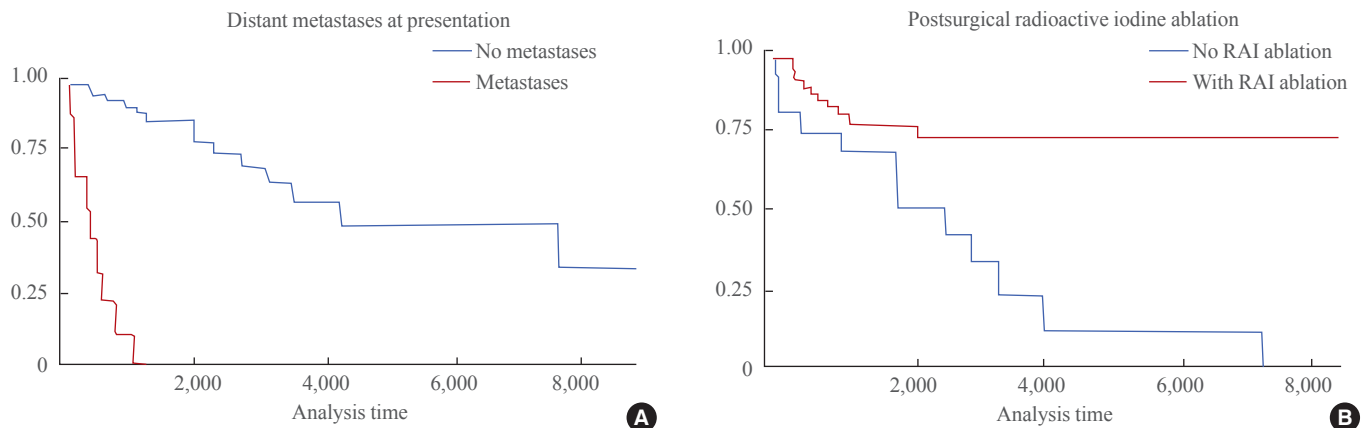 Distant metastases at presentation
No metastases
Metastases
1.00
0.75
0.50
0.25
0
2,000 4,000 6,000 8,000
Analysis time
A
Postsurgical radioactive iodine ablation
No RAI ablation
With RAI ablation
1.00
0.75
0.50
0.25
0
2,000 4,000 6,000 8,000
Analysis time
B